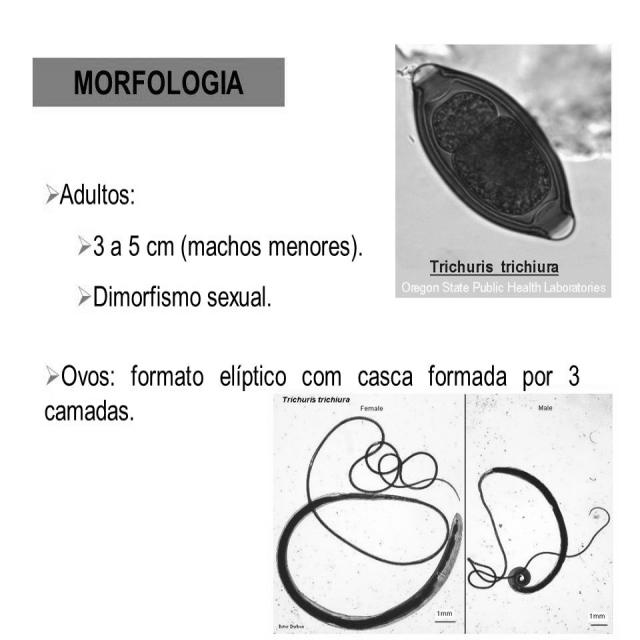 MORFOLOGIA
➢Adultos:
➢3 a 5 cm (machos menores).
➢Dimorfismo sexual.
Trichuris trichiura
Oregon State Public Health Laboratories
➢Ovos: formato elíptico com casca formada por 3
camadas.
Trichuris trichiura
Female
Male
1mm
1mm